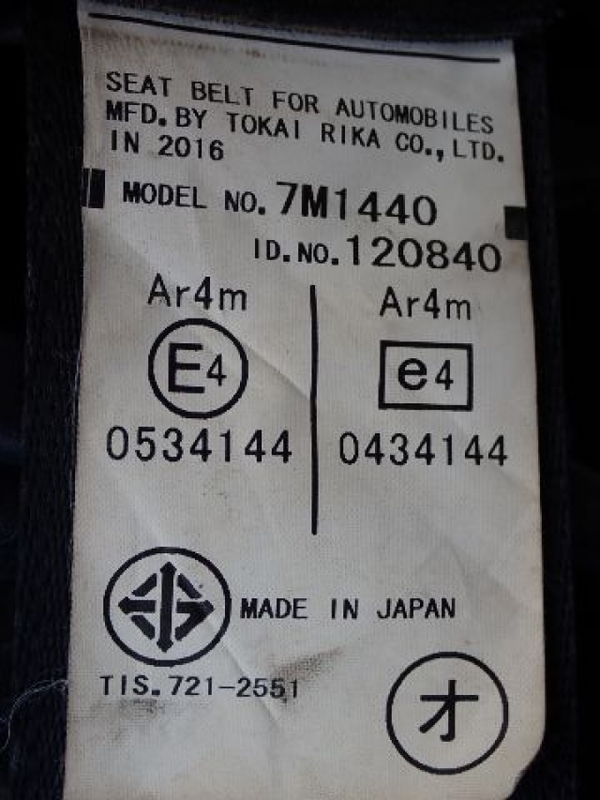 SEAT BELT FOR AUTOMOBILES
MFD. BY TOKAI RIKA CO., LTD.
IN 2016
MODEL NO. 7M1440
ID. NO. 120840
Ar4m
E4
0534144
Ar4m
e4
0434144
MADE IN JAPAN
TIS. 721-2551
オ